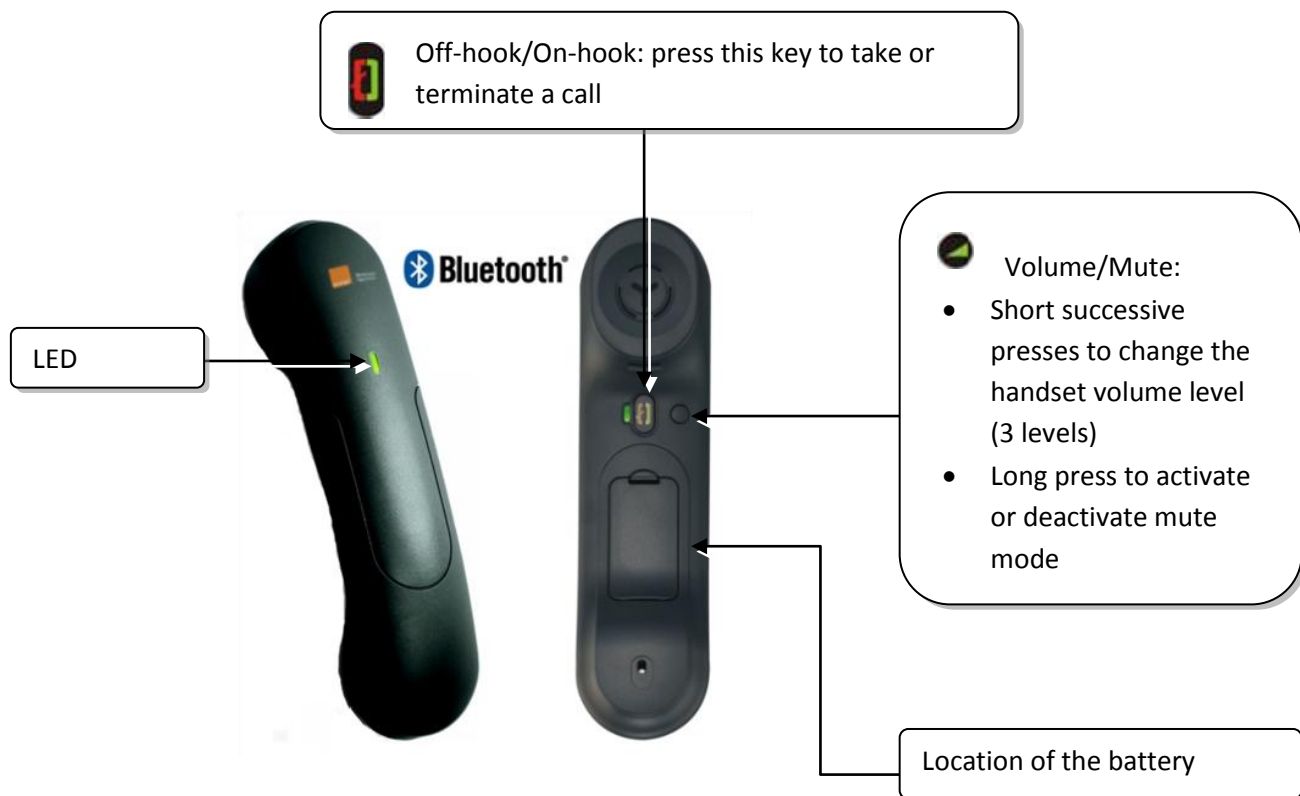 Off-hook/On-hook: press this key to take or
terminate a call
Bluetooth®
Volume/Mute:
• Short successive
presses to change the
handset volume level
(3 levels)
• Long press to activate
or deactivate mute
mode
LED
Location of the battery